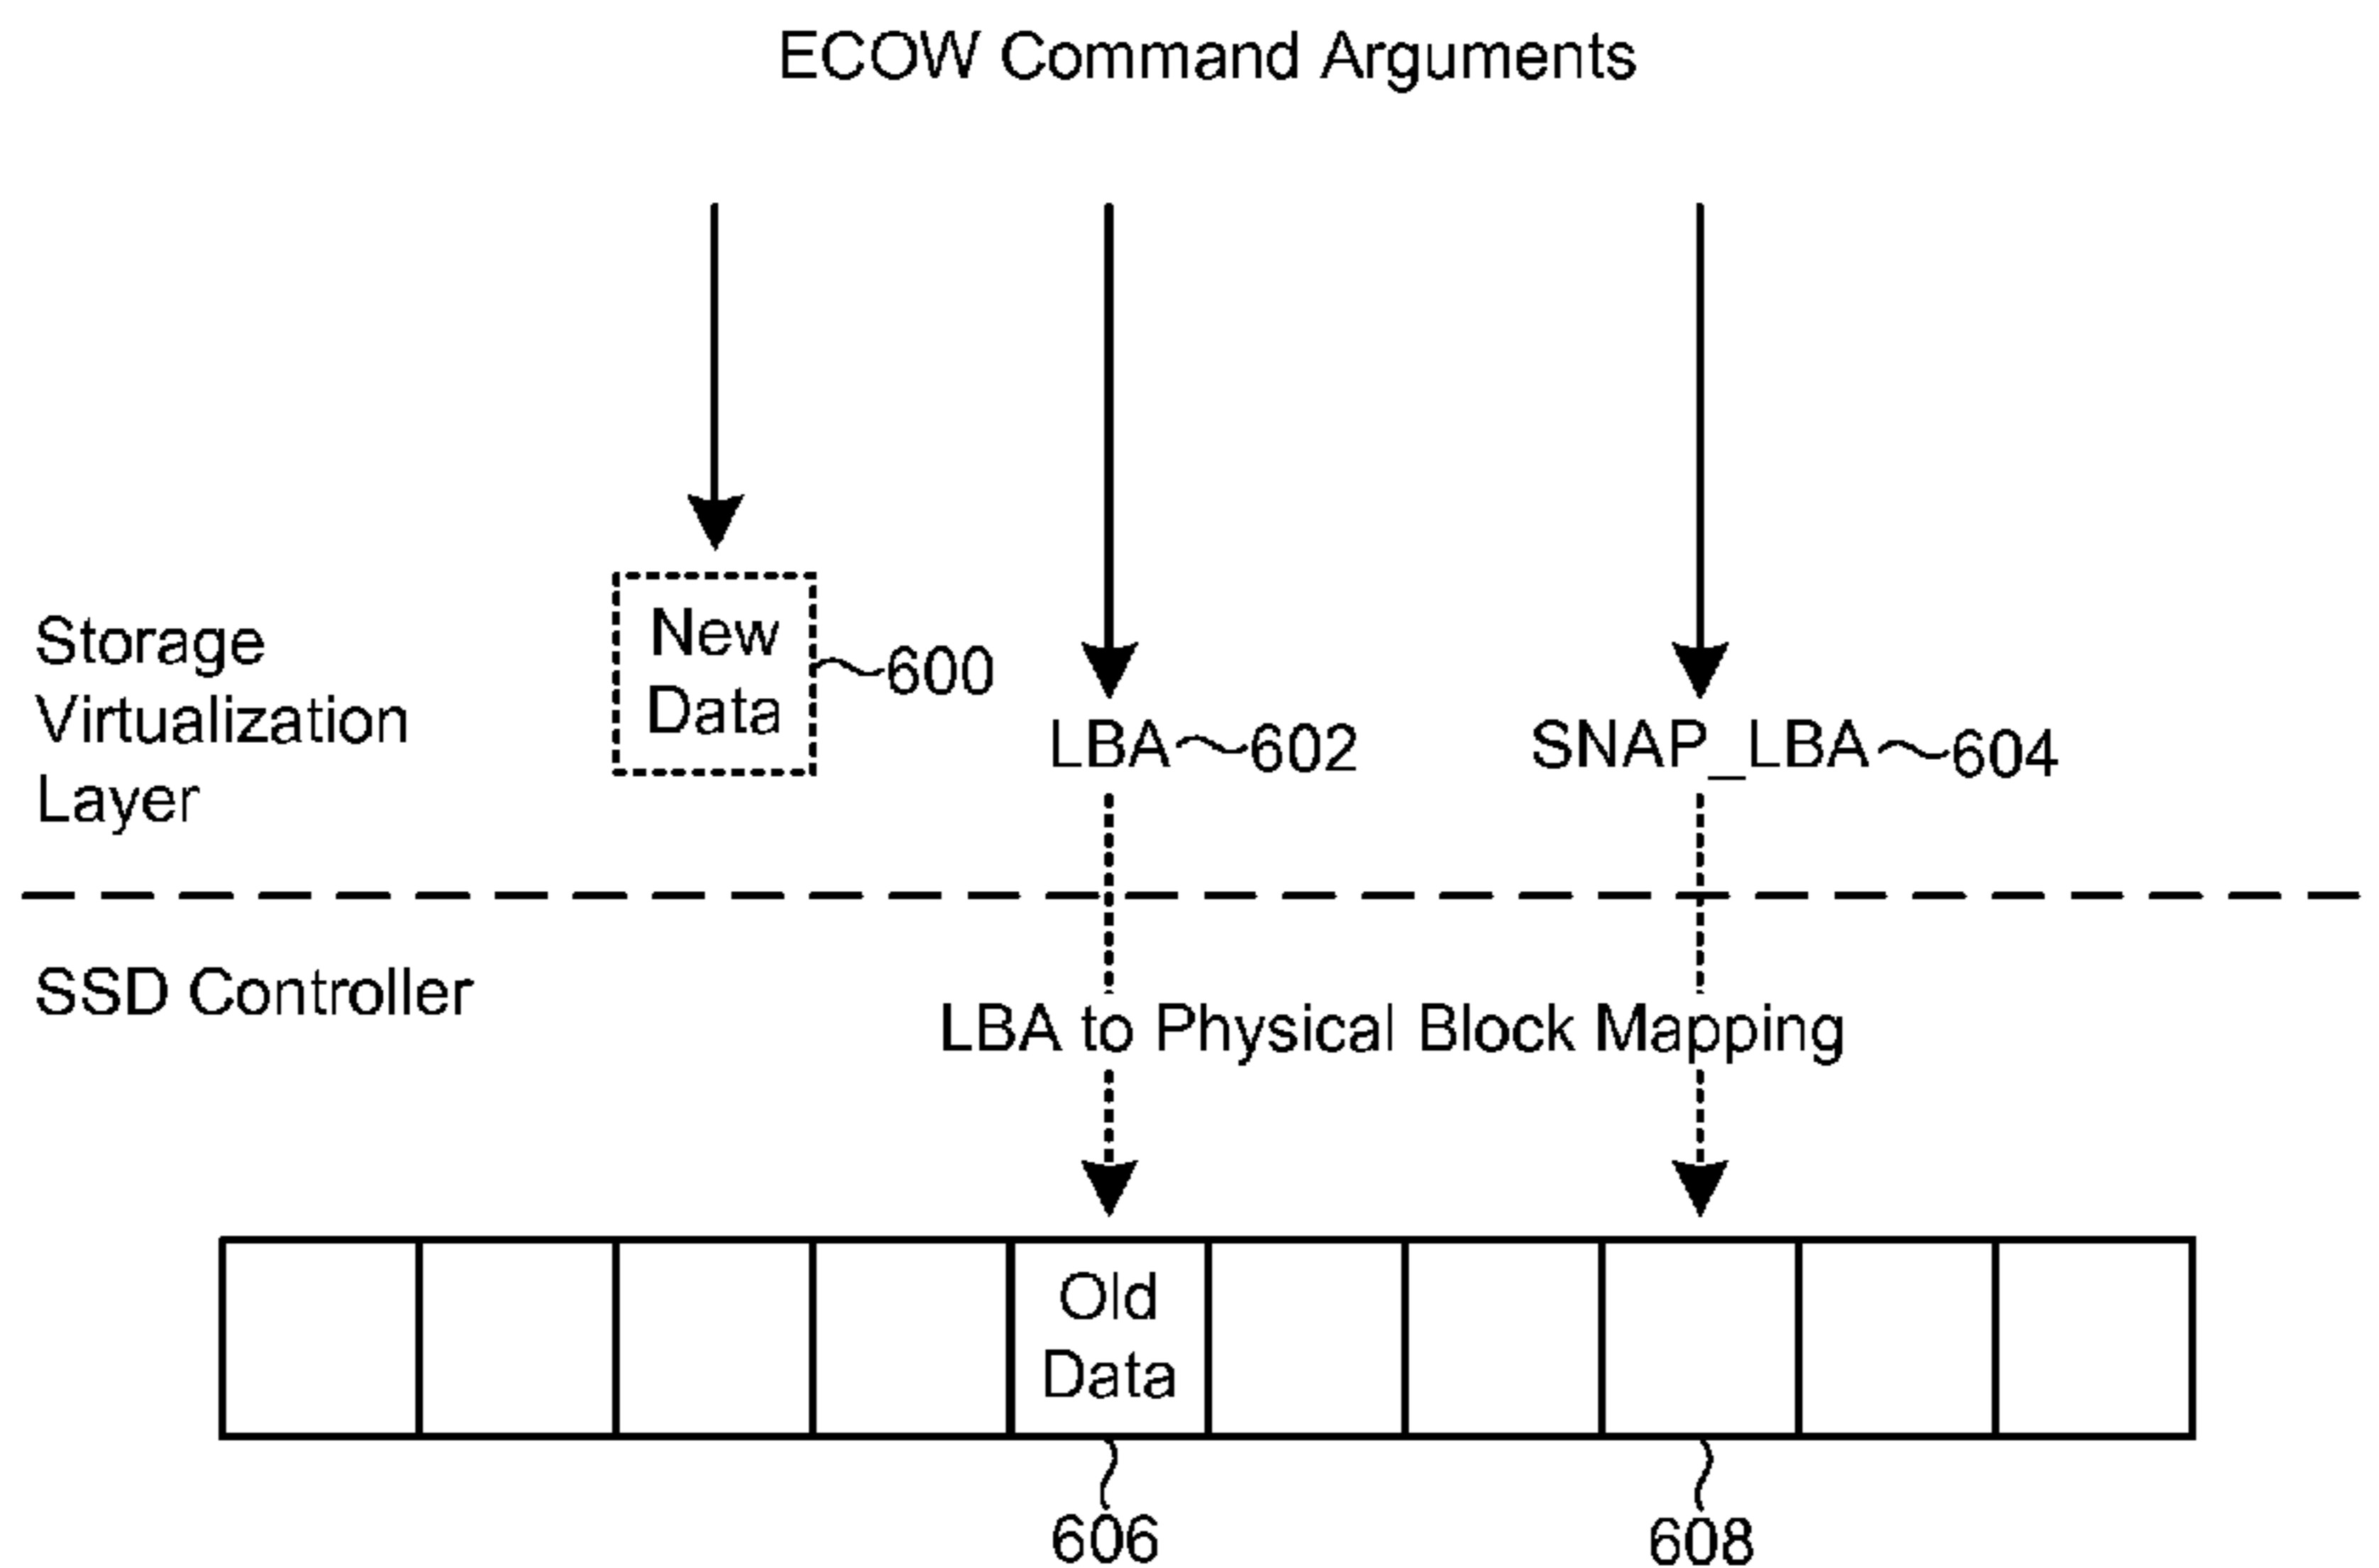 ECOW Command Arguments
New
Data
600
Storage
Virtualization
Layer
LBA 602
SNAP_LBA 604
SSD Controller
LBA to Physical Block Mapping
Old
Data
606
608